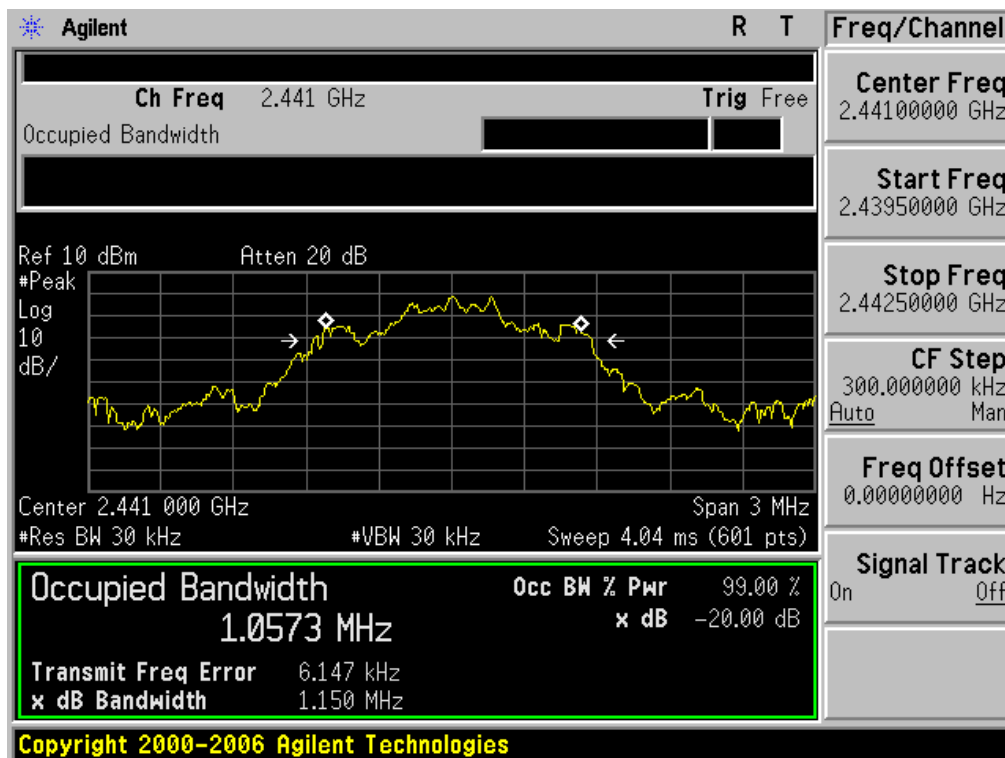 Agilent R T Freq/Channel
Ch Freq 2.441 GHz Trig Free
Occupied Bandwidth
Center Freq
2.44100000 GHz
Start Freq
2.43950000 GHz
Stop Freq
2.44250000 GHz
CF Step
300.000000 kHz
Auto Man
Freq Offset
0.00000000 Hz
Signal Track
On Off
Ref 10 dBm Atten 20 dB
#Peak
Log
10
dB/
Center 2.441 000 GHz Span 3 MHz
#Res BW 30 kHz #VBW 30 kHz Sweep 4.04 ms (601 pts)
Occupied Bandwidth Occ BW % Pwr 99.00 %
1.0573 MHz x dB -20.00 dB
Transmit Freq Error 6.147 kHz
x dB Bandwidth 1.150 MHz
Copyright 2000-2006 Agilent Technologies